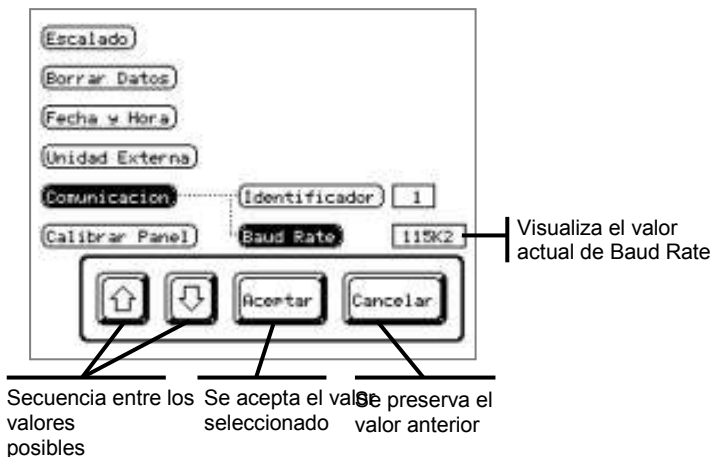 Escalado
Borrar Datos
Fecha y Hora
Unidad Externa
Comunicacion Identificador 1
Calibrar Panel Baud Rate 115K2
Visualiza el valor
actual de Baud Rate
Aceptar Cancelar
Secuencia entre los
valores
posibles
Se acepta el valor
seleccionado
Se preserva el
valor anterior